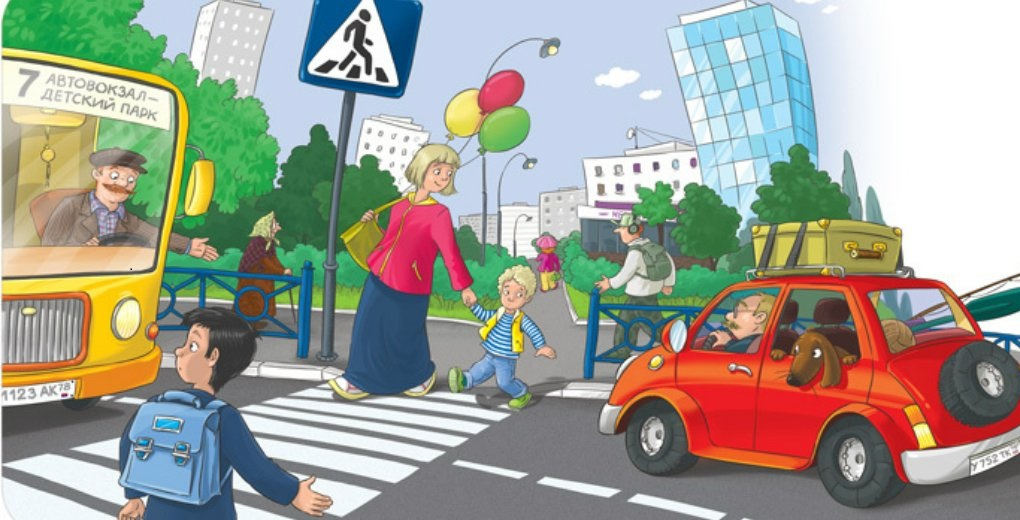 7 АВТОВОКЗАЛ–
ДЕТСКИЙ ПАРК
1123 АК 78
У 752 ТК